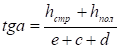 tga = (h_стр + h_пол) / (e + c + d)